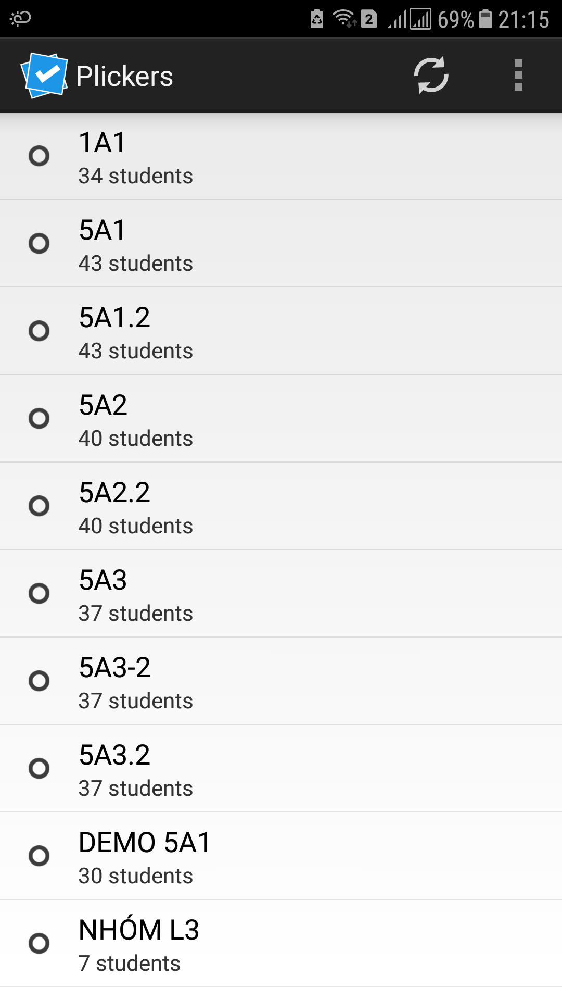 2 69% 21:15
Plickers
1A1
34 students
5A1
43 students
5A1.2
43 students
5A2
40 students
5A2.2
40 students
5A3
37 students
5A3-2
37 students
5A3.2
37 students
DEMO 5A1
30 students
NHÓM L3
7 students